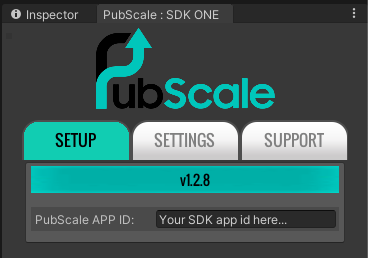 Inspector
PubScale : SDK ONE
PubScale
SETUP
SETTINGS
SUPPORT
v1.2.8
PubScale APP ID:
Your SDK app id here...